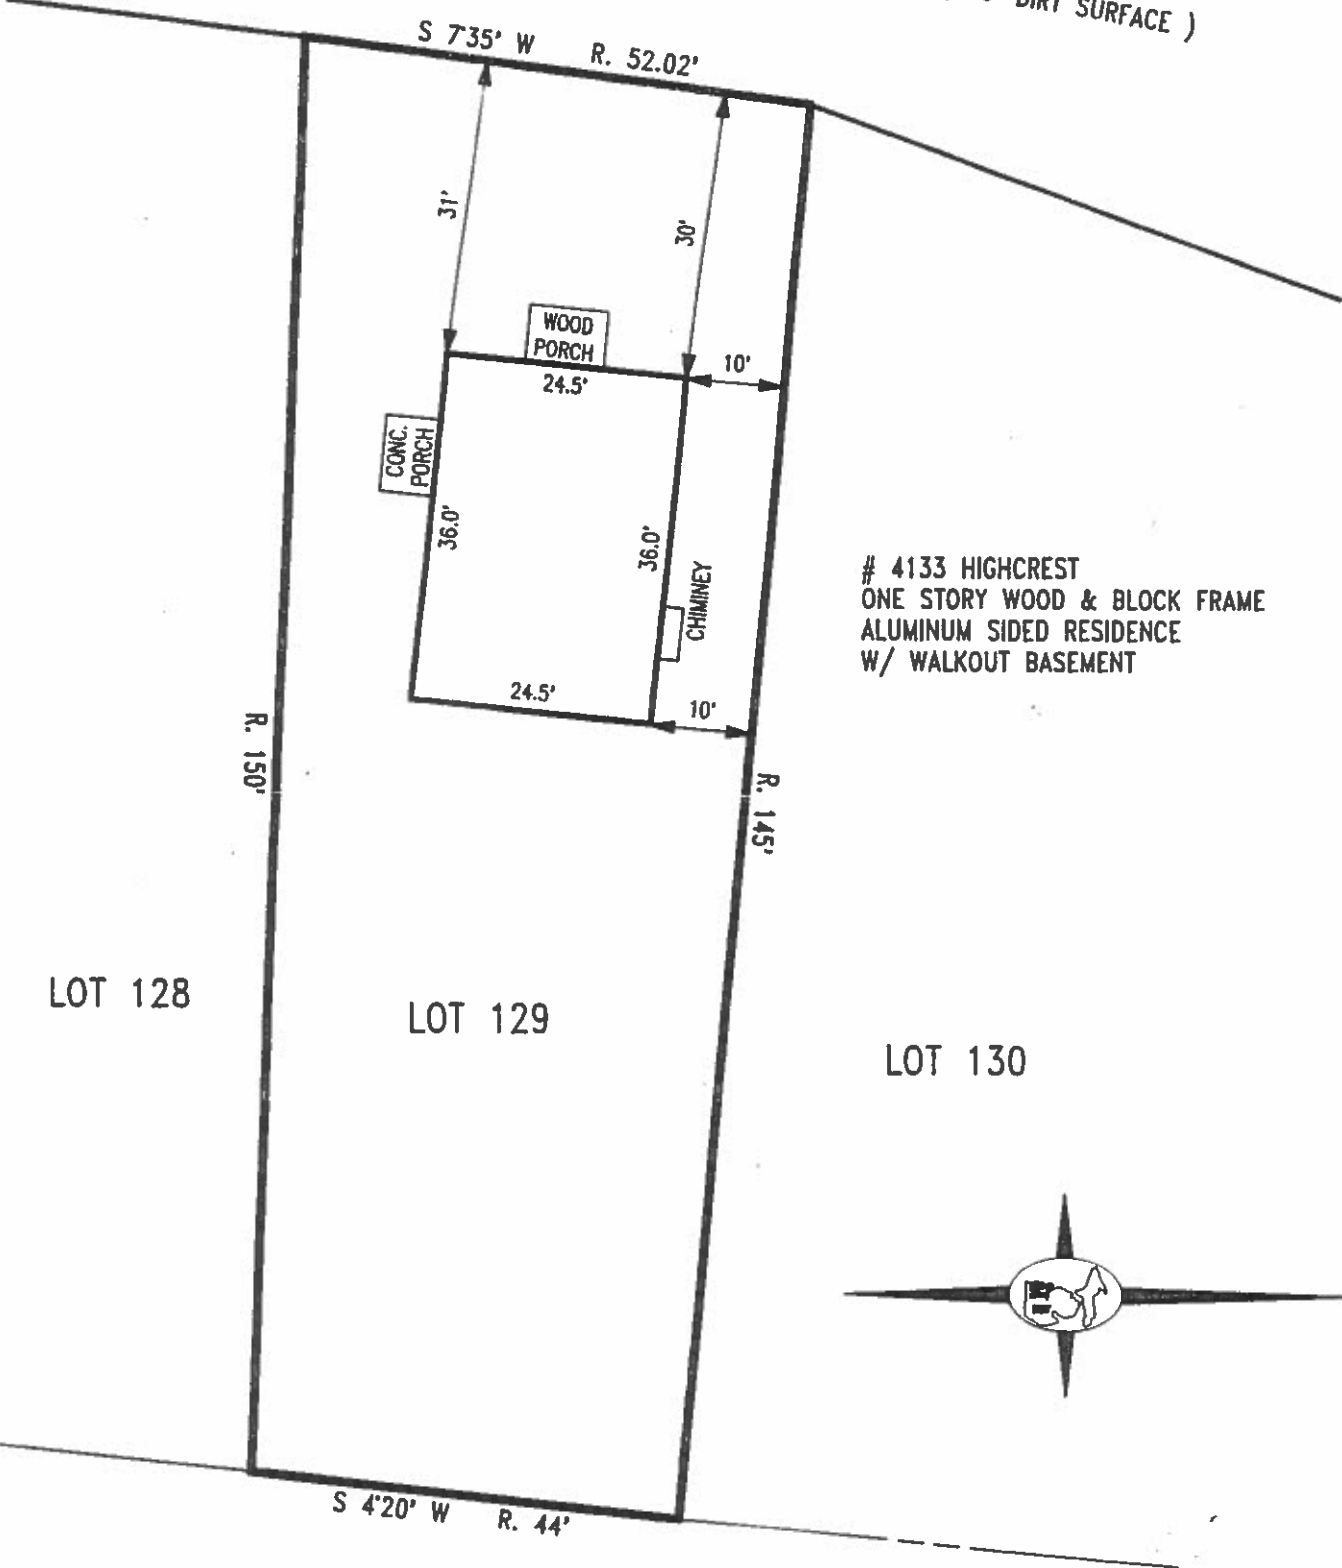 DIRT SURFACE )
S 7°35' W R. 52.02'
31'
30'
WOOD
PORCH
24.5'
10'
CONC.
PORCH
36.0'
36.0'
CHIMINEY
# 4133 HIGHCREST
ONE STORY WOOD & BLOCK FRAME
ALUMINUM SIDED RESIDENCE
W/ WALKOUT BASEMENT
24.5'
10'
R. 150'
R. 145'
LOT 128
LOT 129
LOT 130
S 4°20' W R. 44'